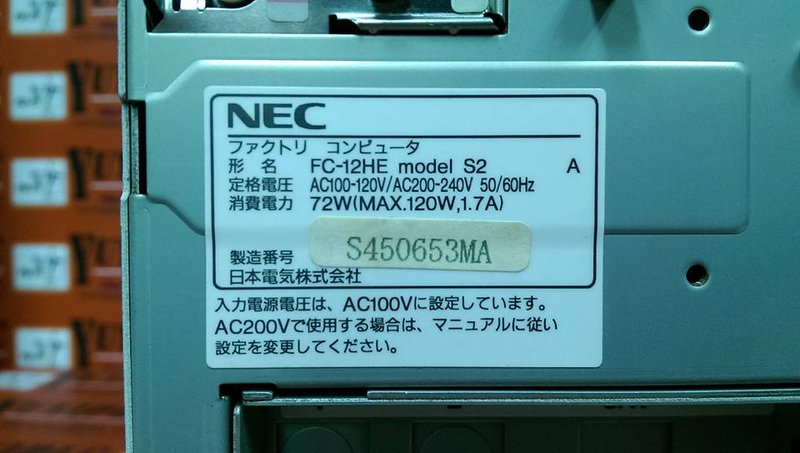 NEC
ファクトリ コンピュータ
形 名 FC-12HE model S2 A
定格電圧 AC100-120V/AC200-240V 50/60Hz
消費電力 72W(MAX.120W,1.7A)
製造番号 S450653MA
日本電気株式会社
入力電源電圧は、AC100Vに設定しています。
AC200Vで使用する場合は、マニュアルに従い
設定を変更してください。